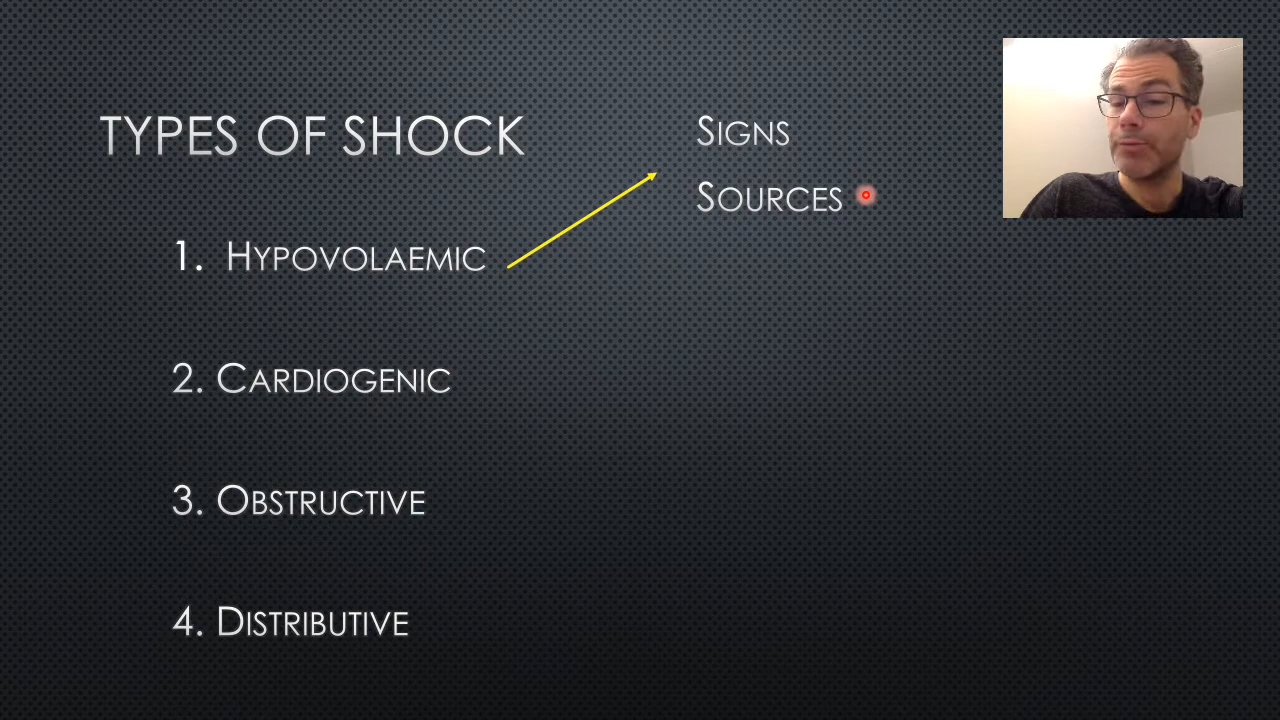 TYPES OF SHOCK
1. HYPOVOLAEMIC
2. CARDIOGENIC
3. OBSTRUCTIVE
4. DISTRIBUTIVE
SIGNS
SOURCES